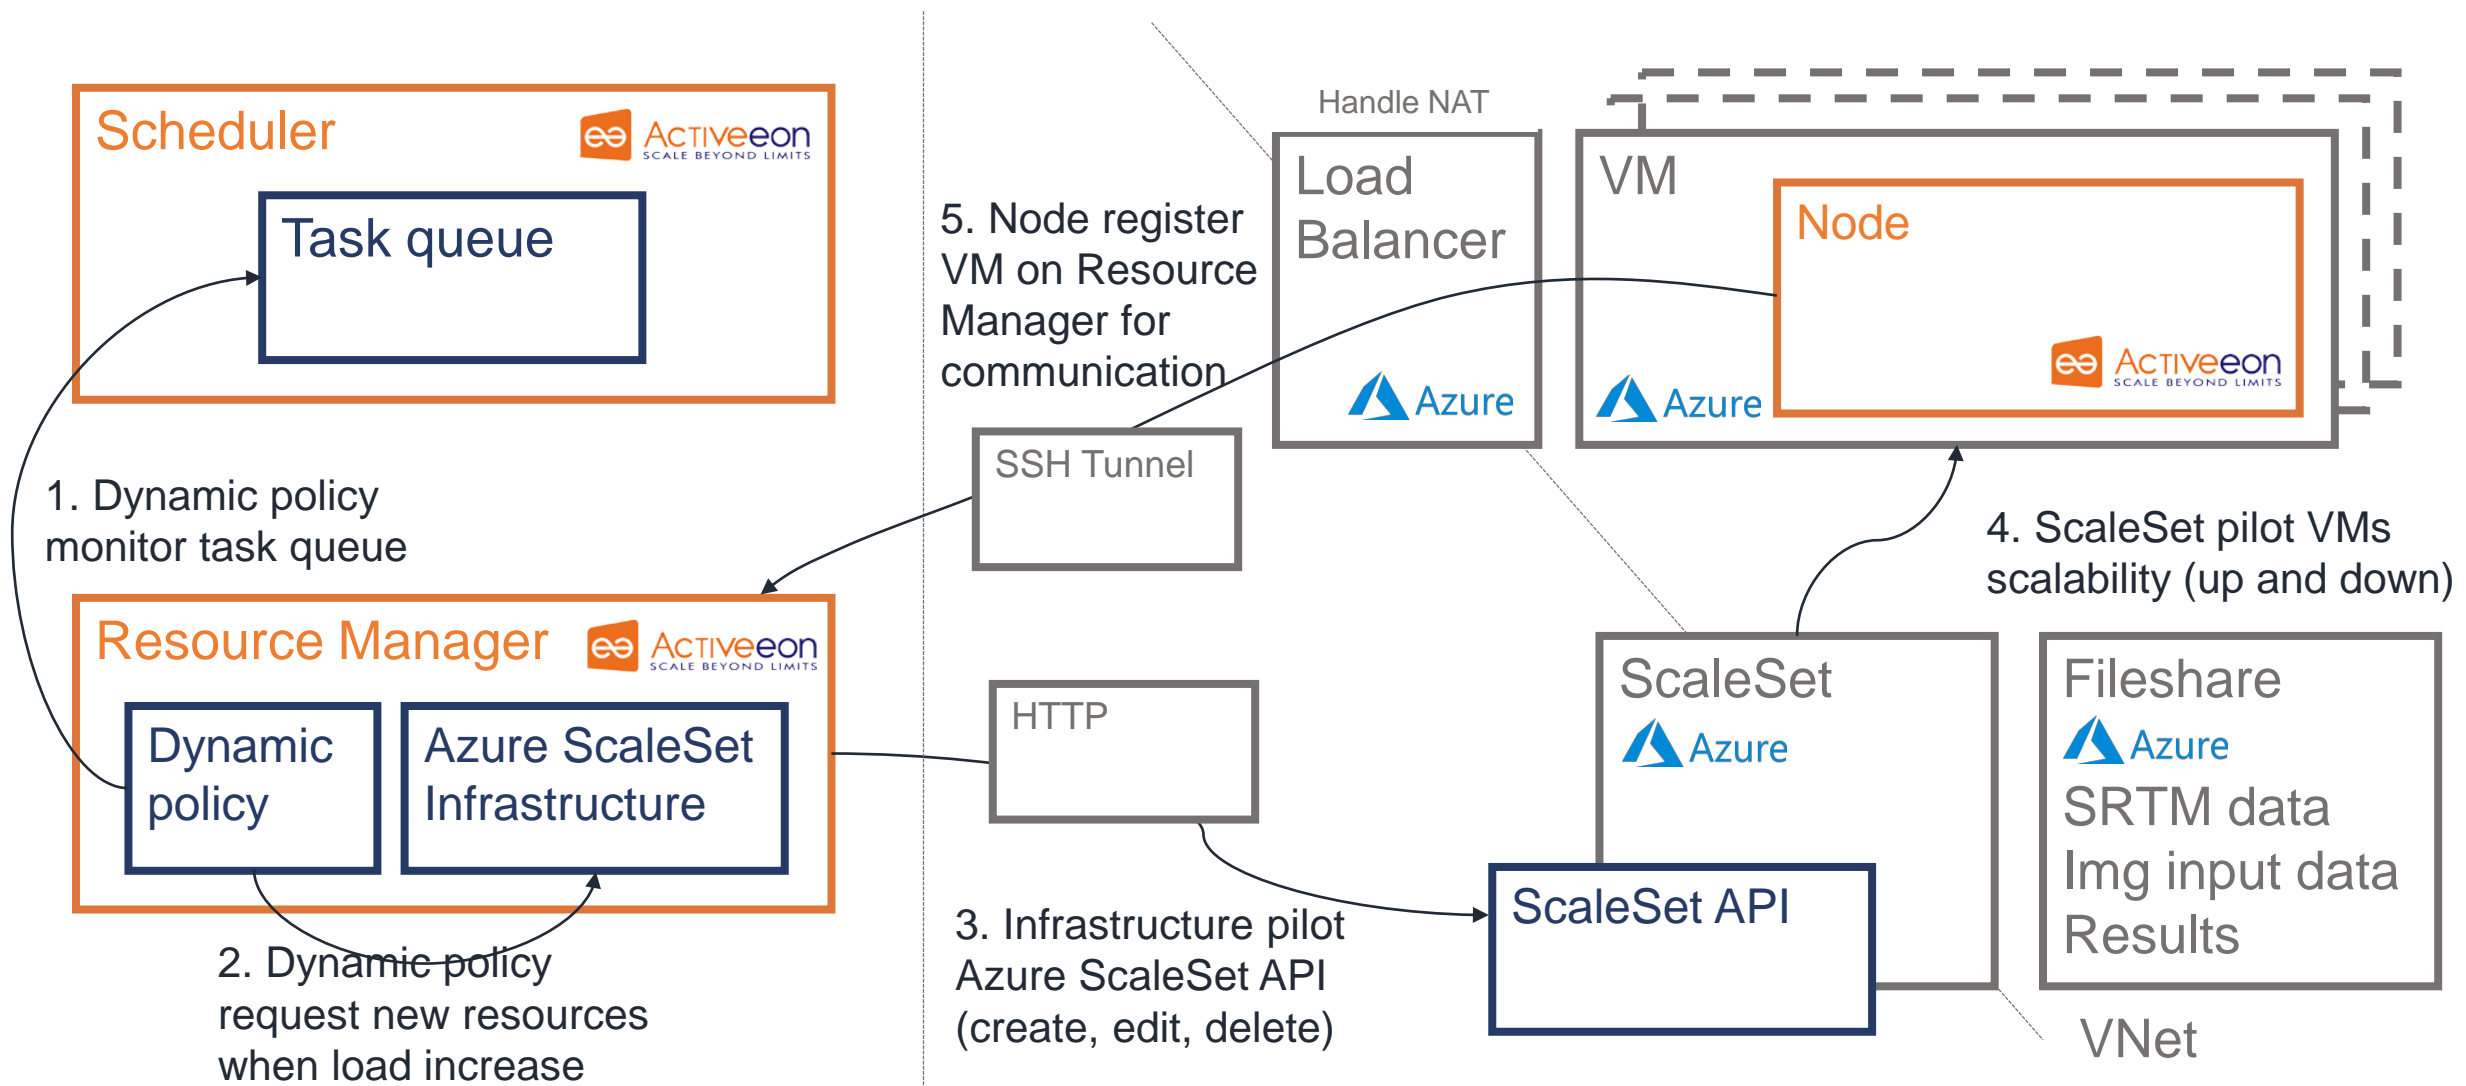 Scheduler
Activeeon
SCALE BEYOND LIMITS
Task queue
1. Dynamic policy
monitor task queue
Resource Manager
Activeeon
SCALE BEYOND LIMITS
Dynamic
policy
Azure ScaleSet
Infrastructure
2. Dynamic policy
request new resources
when load increase
5. Node register
VM on Resource
Manager for
communication
SSH Tunnel
HTTP
3. Infrastructure pilot
Azure ScaleSet API
(create, edit, delete)
Handle NAT
Load
Balancer
Azure
VM
Azure
Node
Activeeon
SCALE BEYOND LIMITS
4. ScaleSet pilot VMs
scalability (up and down)
ScaleSet
Azure
ScaleSet API
Fileshare
Azure
SRTM data
Img input data
Results
VNet